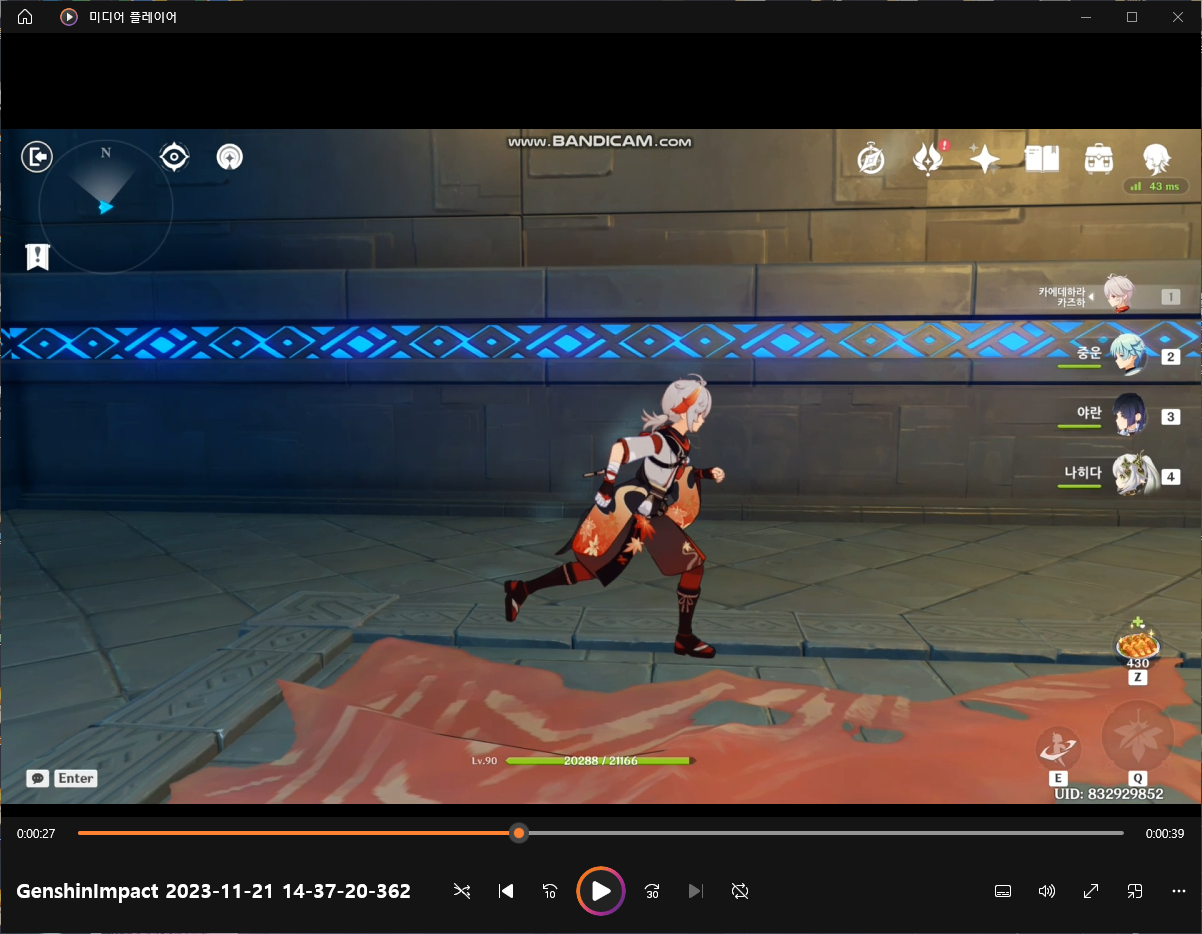 미디어 플레이어
www.BANDICAM.com
N
43 ms
카에데하라
카즈하
1
중운
2
야란
3
나히다
4
430
Z
Lv.90
20288 / 21166
Enter
E
Q
UID: 832929852
0:00:27
0:00:39
GenshinImpact 2023-11-21 14-37-20-362
10
30